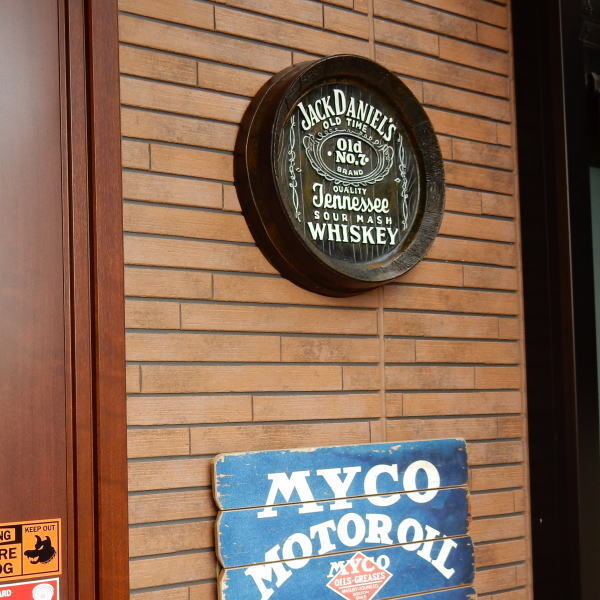 JACK DANIEL'S
OLD TIME
Old
No.7
BRAND
QUALITY
Tennessee
SOUR MASH
WHISKEY
MYCO
MOTOR OIL
MYCO
OILS-GREASES
KEEP OUT